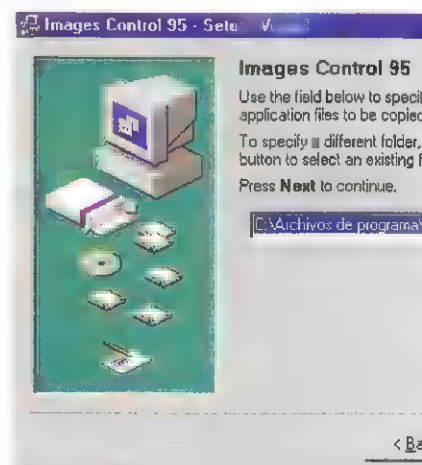 Images Control 95 - Setu
Images Control 95
Use the field below to specif
application files to be copied
To specify a different folder,
button to select an existing f
Press Next to continue.
C:\Archivos de programa\
< Ba